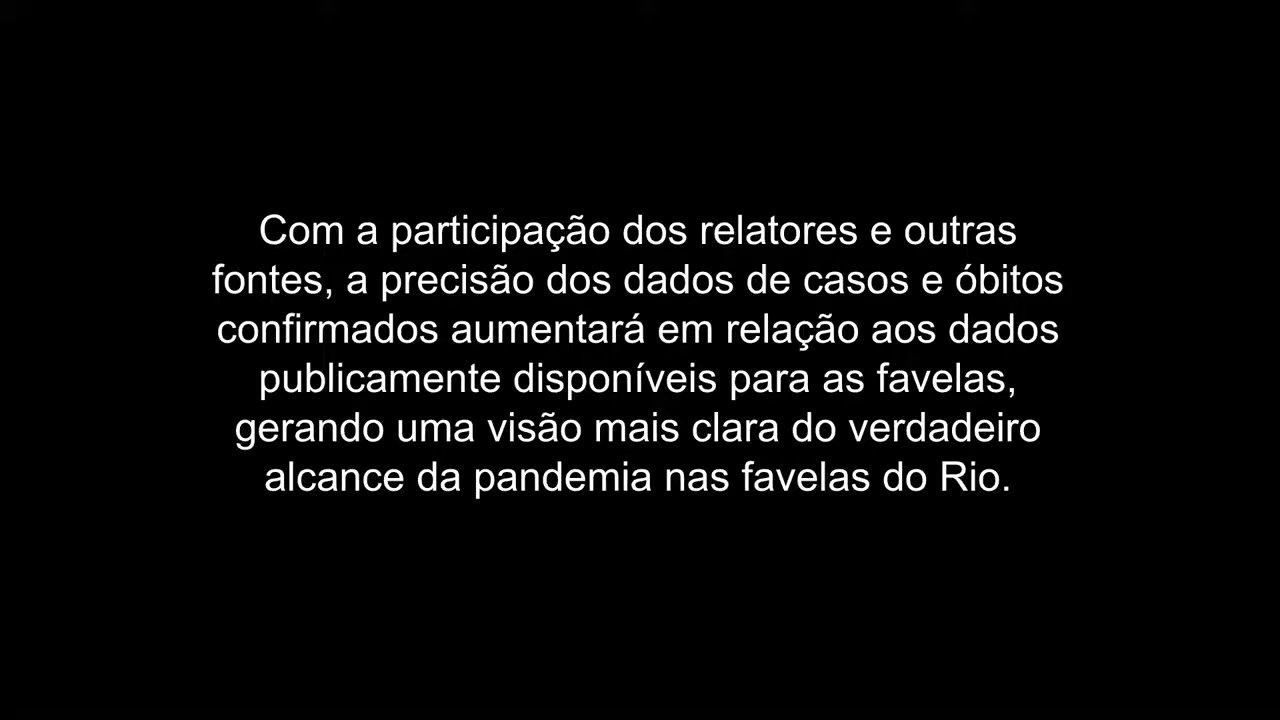 Com a participação dos relatores e outras
fontes, a precisão dos dados de casos e óbitos
confirmados aumentará em relação aos dados
publicamente disponíveis para as favelas,
gerando uma visão mais clara do verdadeiro
alcance da pandemia nas favelas do Rio.